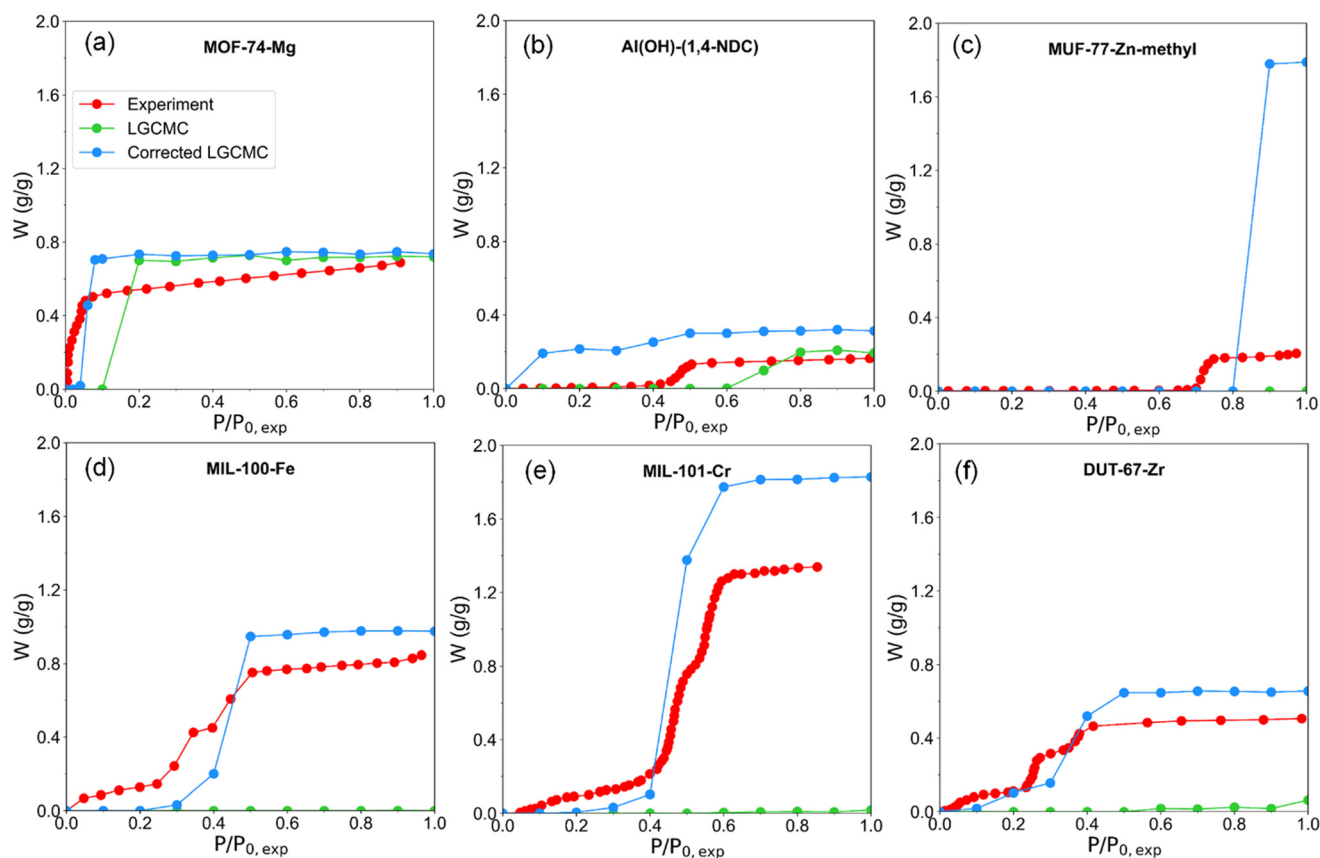 (a)
MOF-74-Mg
Experiment
LGCMC
Corrected LGCMC
W (g/g)
2.0
1.6
1.2
0.8
0.4
0.0
0.0 0.2 0.4 0.6 0.8 1.0
P/P0, exp
(b)
Al(OH)-(1,4-NDC)
W (g/g)
2.0
1.6
1.2
0.8
0.4
0.0
0.0 0.2 0.4 0.6 0.8 1.0
P/P0, exp
(c)
MUF-77-Zn-methyl
W (g/g)
2.0
1.6
1.2
0.8
0.4
0.0
0.0 0.2 0.4 0.6 0.8 1.0
P/P0, exp
(d)
MIL-100-Fe
W (g/g)
2.0
1.6
1.2
0.8
0.4
0.0
0.0 0.2 0.4 0.6 0.8 1.0
P/P0, exp
(e)
MIL-101-Cr
W (g/g)
2.0
1.6
1.2
0.8
0.4
0.0
0.0 0.2 0.4 0.6 0.8 1.0
P/P0, exp
(f)
DUT-67-Zr
W (g/g)
2.0
1.6
1.2
0.8
0.4
0.0
0.0 0.2 0.4 0.6 0.8 1.0
P/P0, exp